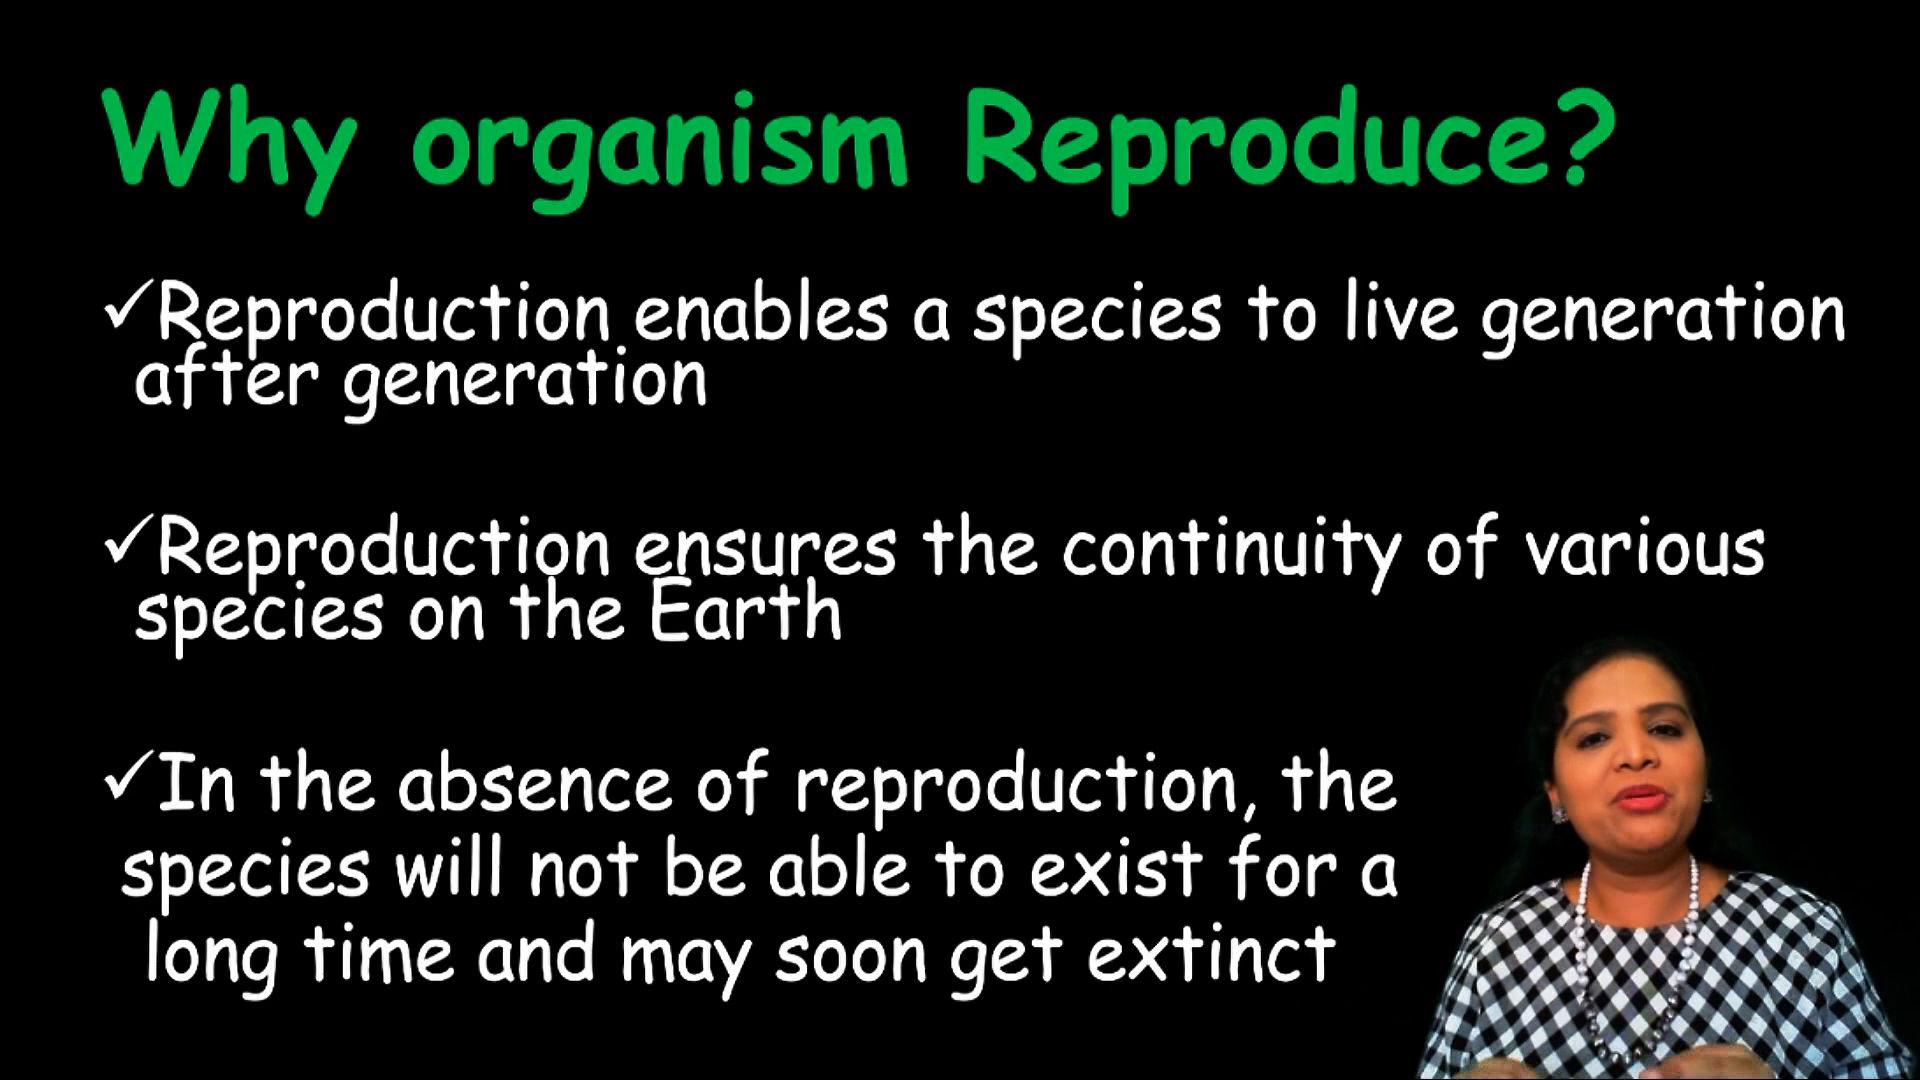 Why organism Reproduce?
✓Reproduction enables a species to live generation
after generation
✓Reproduction ensures the continuity of various
species on the Earth
✓In the absence of reproduction, the
species will not be able to exist for a
long time and may soon get extinct